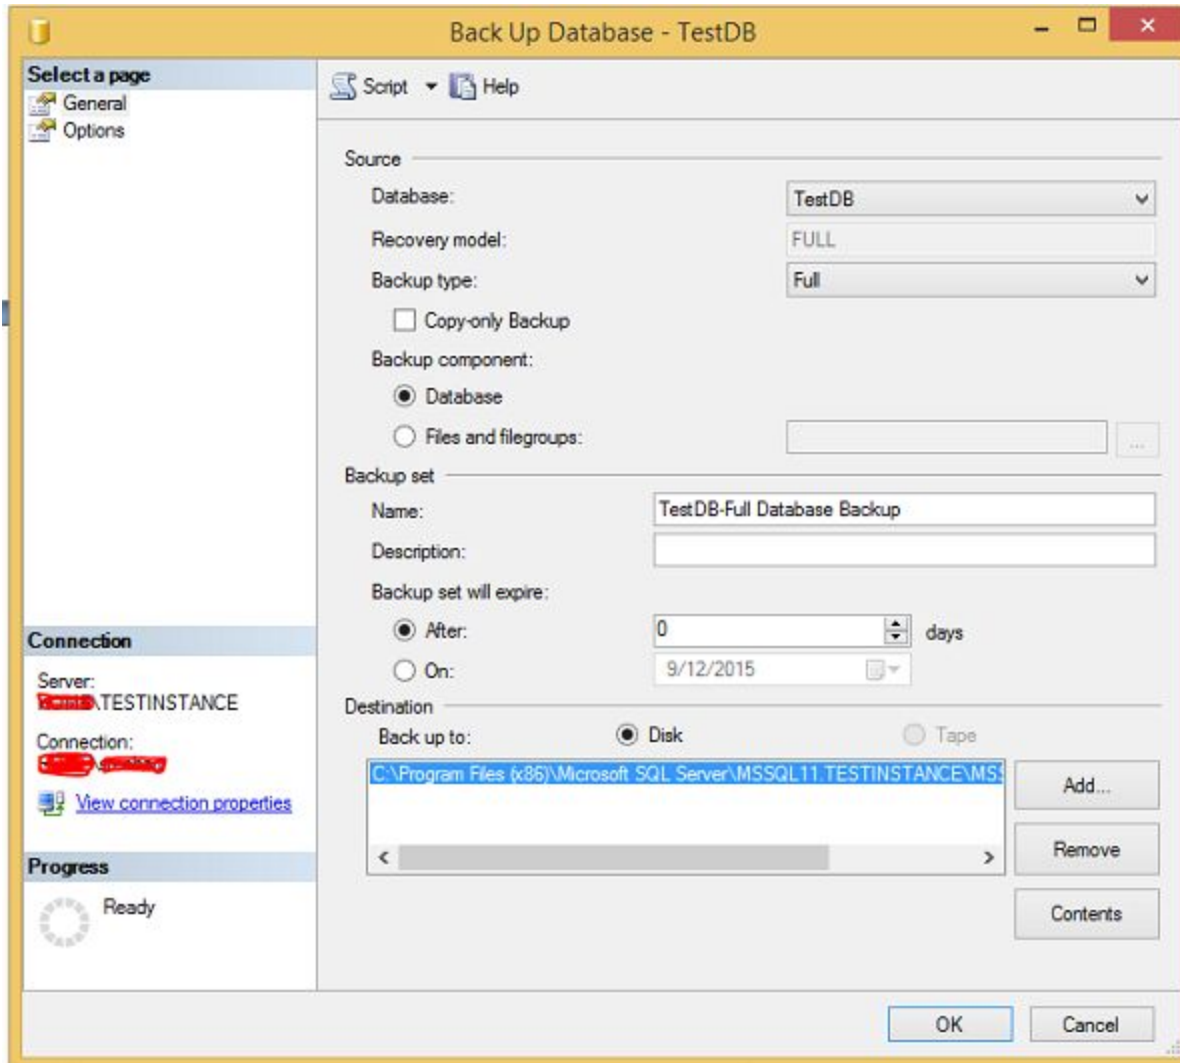 Back Up Database - TestDB
Select a page
General
Options
Script
Help
Source
Database: TestDB
Recovery model: FULL
Backup type: Full
Copy-only Backup
Backup component:
Database
Files and filegroups: ...
Backup set
Name: TestDB-Full Database Backup
Description:
Backup set will expire:
After: 0 days
On: 9/12/2015
Destination
Back up to: Disk Tape
C:\Program Files (x86)\Microsoft SQL Server\MSSQL11.TESTINSTANCE\MSS
Add...
Remove
Contents
Connection
Server:
\TESTINSTANCE
Connection:
View connection properties
Progress
Ready
OK Cancel